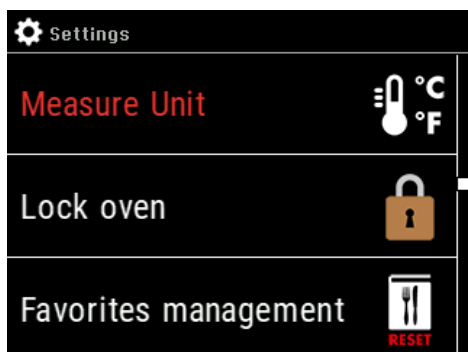 Settings
Measure Unit
°C
°F
Lock oven
Favorites management
RESET